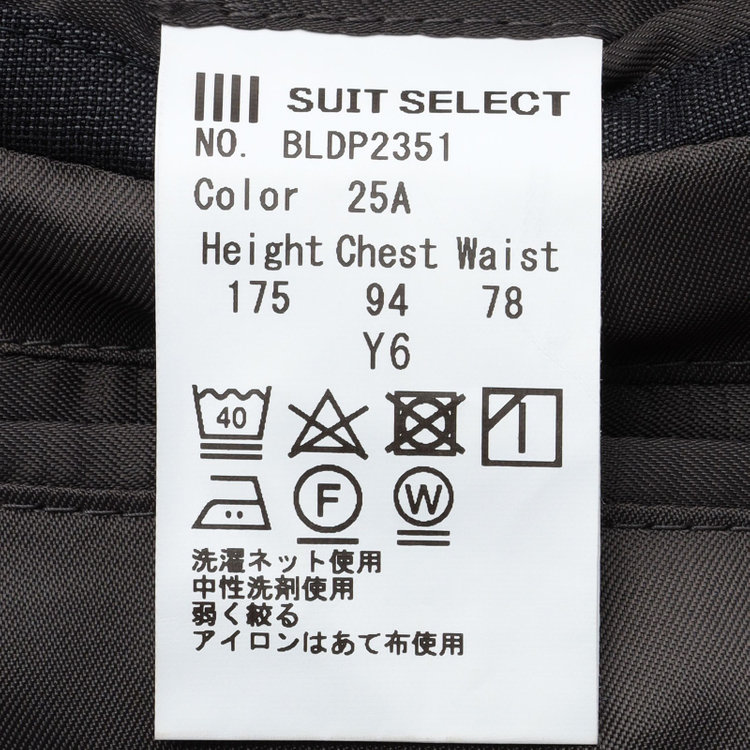 SUIT SELECT
NO. BLDP2351
Color 25A
Height Chest Waist
175 94 78
Y6
40
F W
洗濯ネット使用
中性洗剤使用
弱く絞る
アイロンはあて布使用